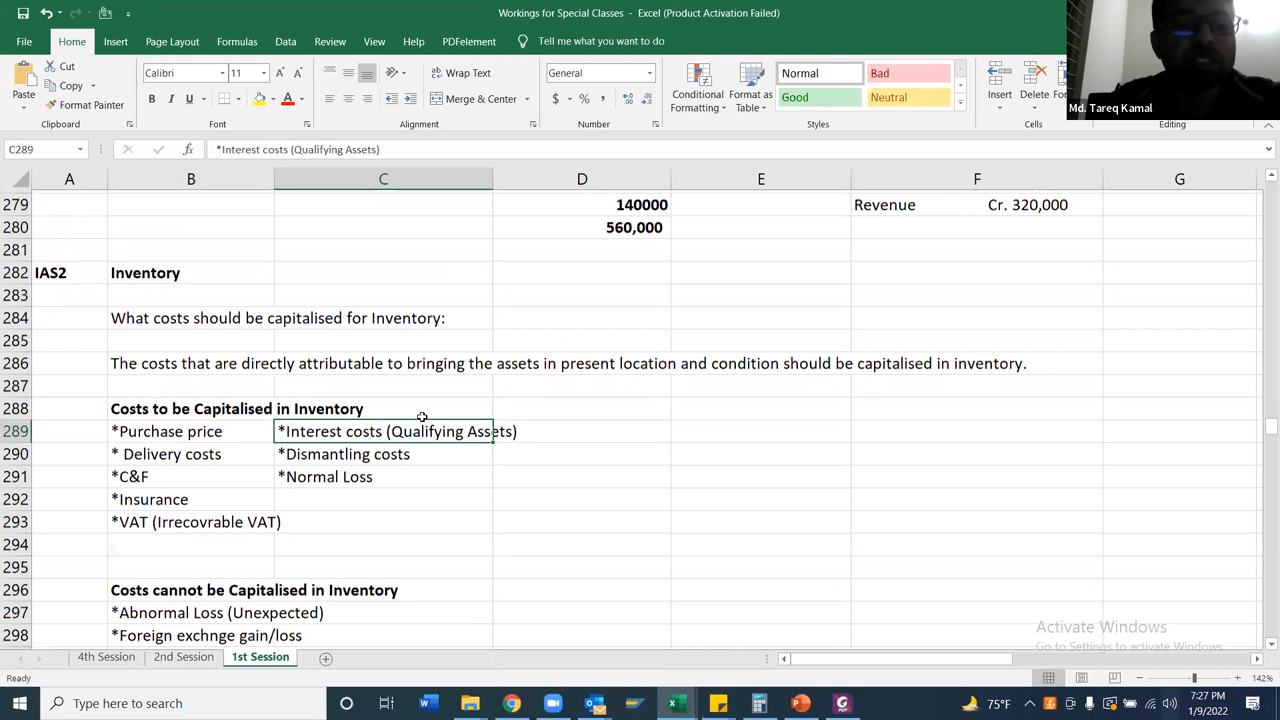 Workings for Special Classes - Excel (Product Activation Failed)
File Home Insert Page Layout Formulas Data Review View Help PDFelement Tell me what you want to do
Paste
Cut
Copy
Format Painter
Clipboard
Calibri 11
B I U
Font
Wrap Text
Merge & Center
Alignment
General
$ % ,
Number
Conditional Formatting
Format as Table
Normal Bad
Good Neutral
Styles
Insert Delete
Cells
Editing
Md. Tareq Kamal
C289 fx *Interest costs (Qualifying Assets)
A B C D E F G
279 140000 Revenue Cr. 320,000
280 560,000
281
282 IAS2 Inventory
283
284 What costs should be capitalised for Inventory:
285
286 The costs that are directly attributable to bringing the assets in present location and condition should be capitalised in inventory.
287
288 Costs to be Capitalised in Inventory
289 *Purchase price *Interest costs (Qualifying Assets)
290 * Delivery costs *Dismantling costs
291 *C&F *Normal Loss
292 *Insurance
293 *VAT (Irrecovrable VAT)
294
295
296 Costs cannot be Capitalised in Inventory
297 *Abnormal Loss (Unexpected)
298 *Foreign exchnge gain/loss
Activate Windows
Go to Settings to activate Windows.
4th Session 2nd Session 1st Session
Ready
142%
Type here to search
75°F
7:27 PM
1/9/2022